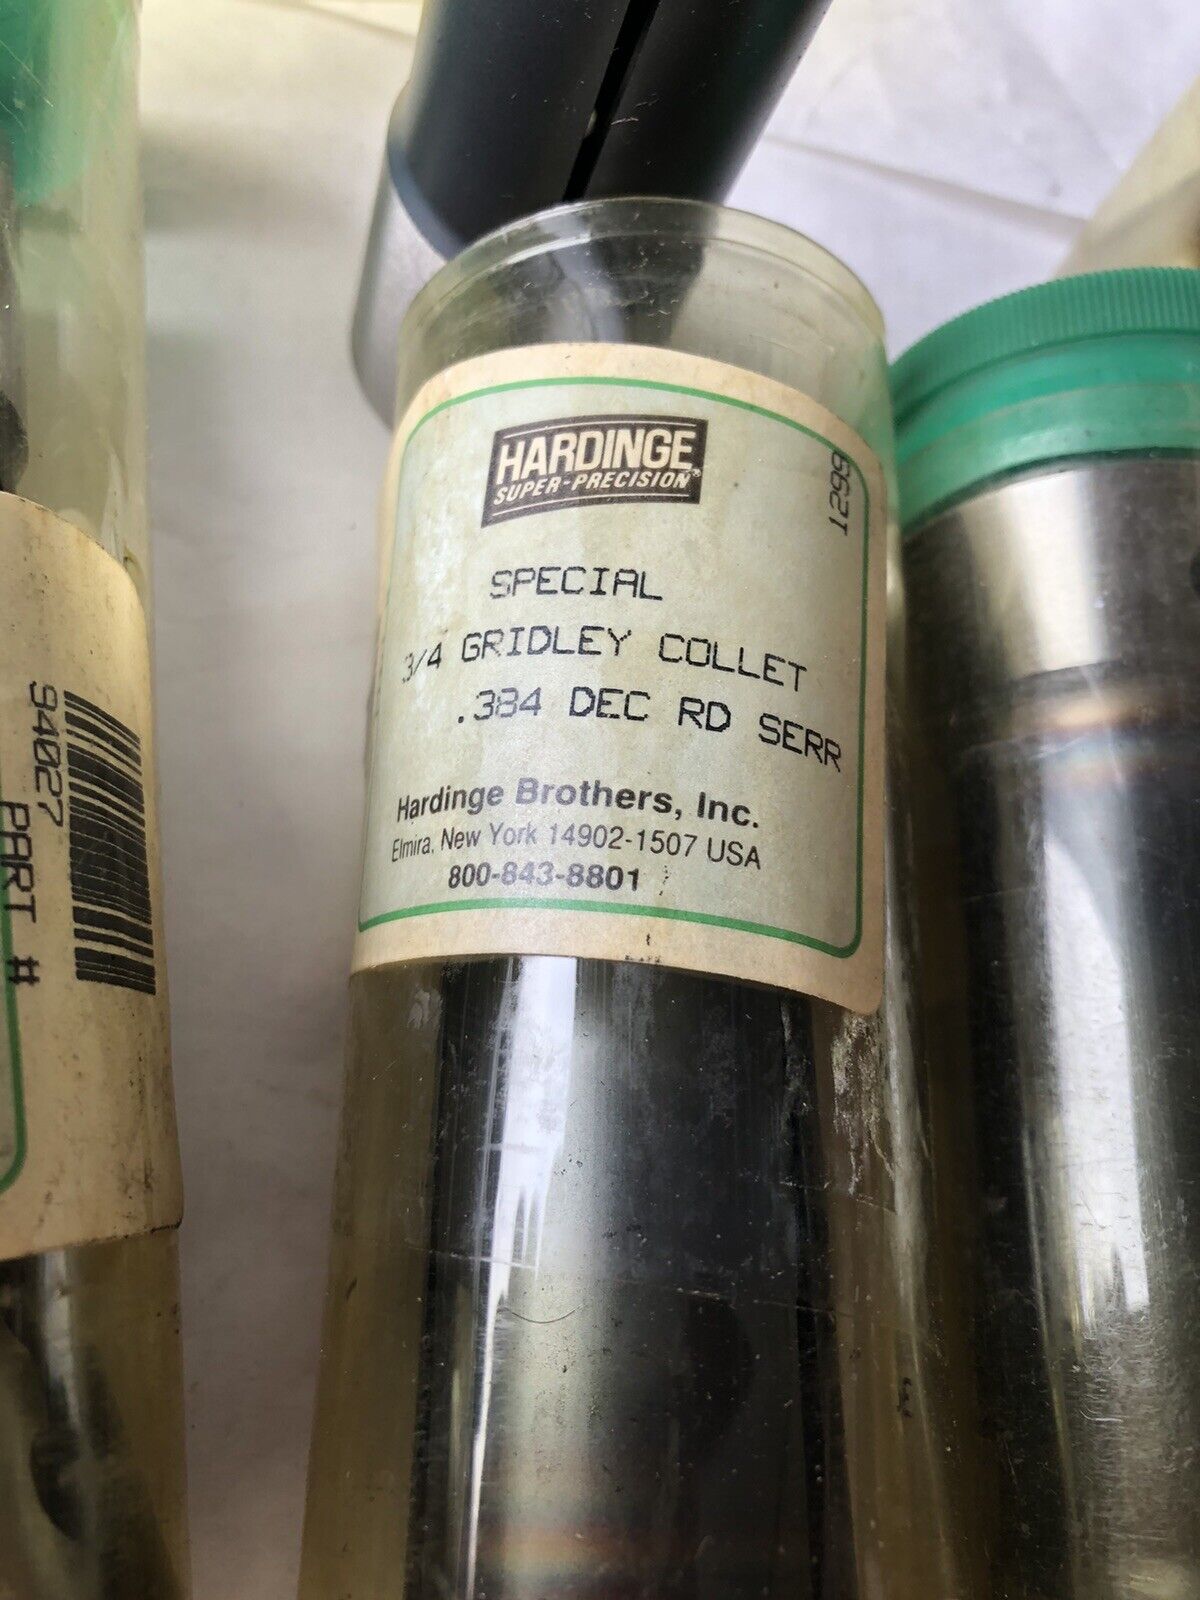 HARDINGE
SUPER-PRECISION®
1299
SPECIAL
3/4 GRIDLEY COLLET
.384 DEC RD SERR
Hardinge Brothers, Inc.
Elmira, New York 14902-1507 USA
800-843-8801
94027
PART #